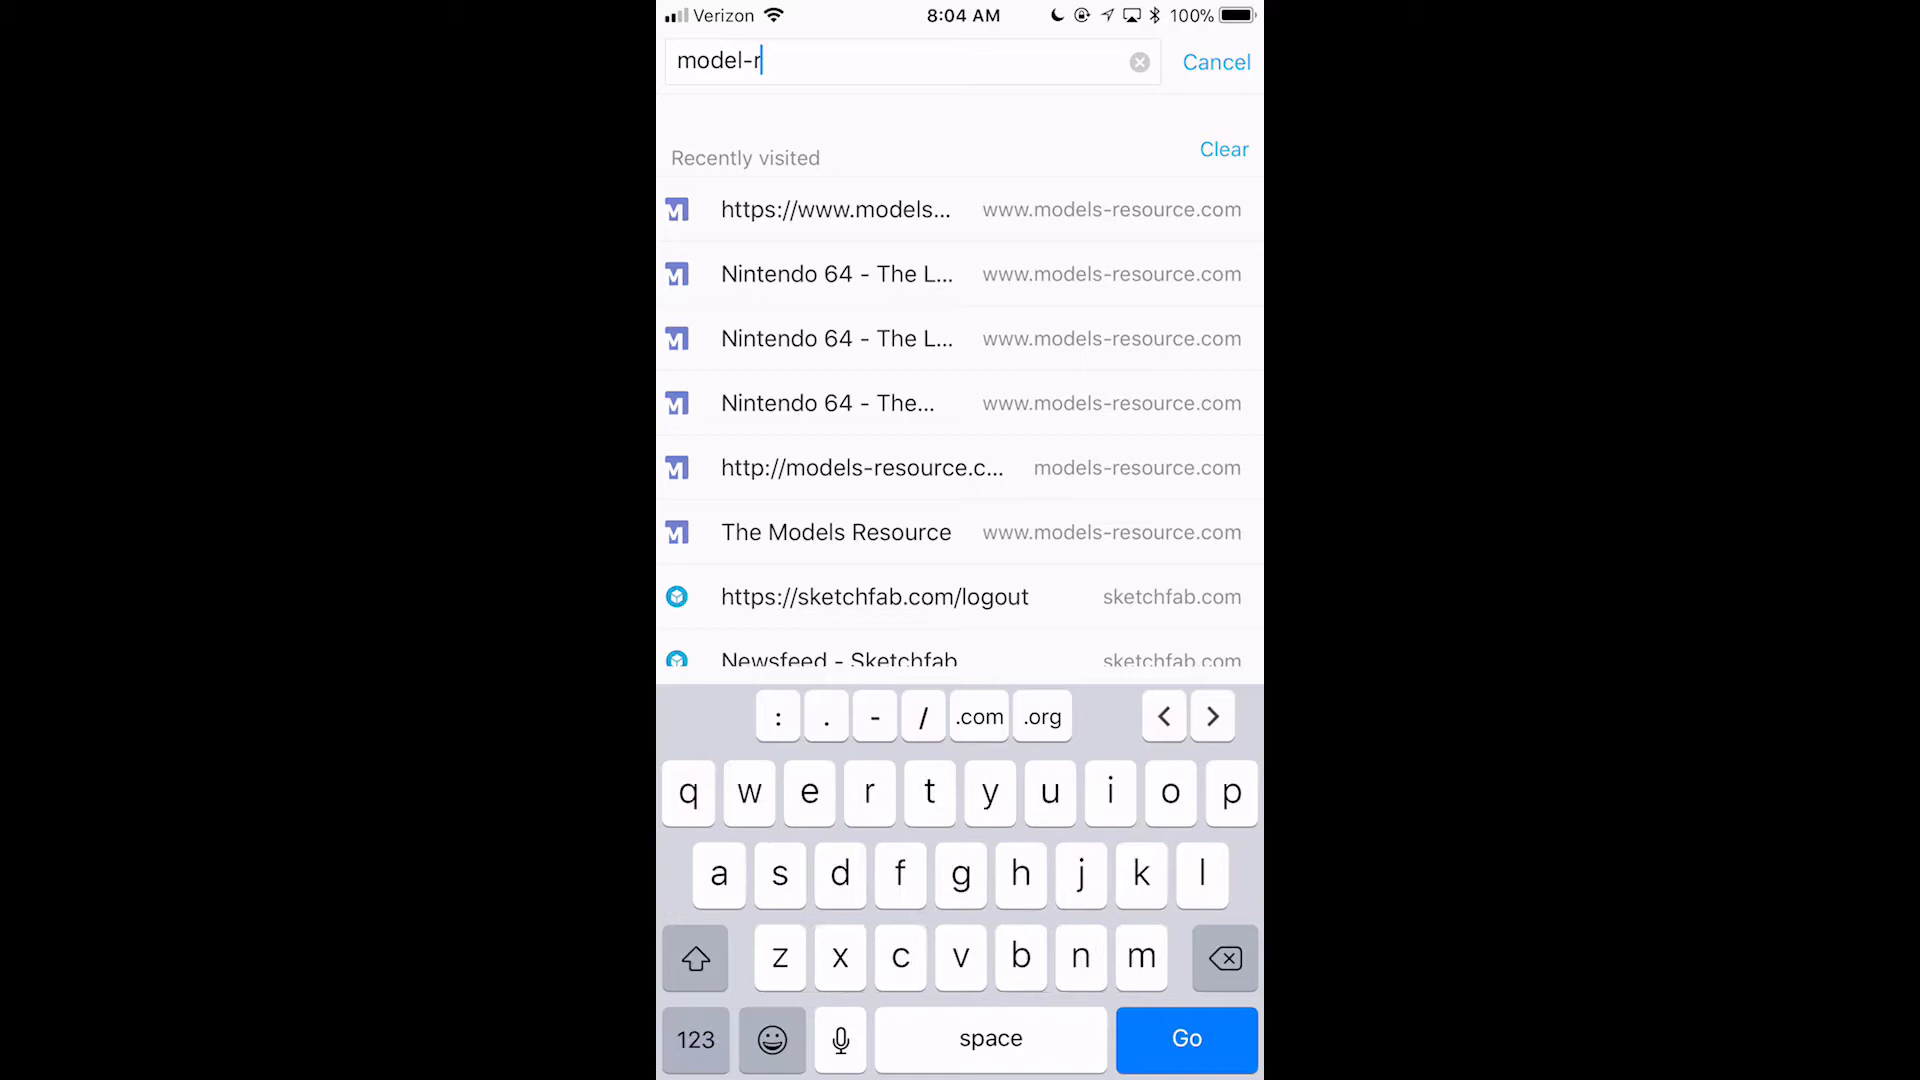 Verizon 8:04 AM 100%
model-r Cancel
Recently visited Clear
https://www.models... www.models-resource.com
Nintendo 64 - The L... www.models-resource.com
Nintendo 64 - The L... www.models-resource.com
Nintendo 64 - The... www.models-resource.com
http://models-resource.c... models-resource.com
The Models Resource www.models-resource.com
https://sketchfab.com/logout sketchfab.com
Newsfeed - Sketchfab sketchfab.com
: . - / .com .org < >
q w e r t y u i o p
a s d f g h j k l
z x c v b n m
123 space Go